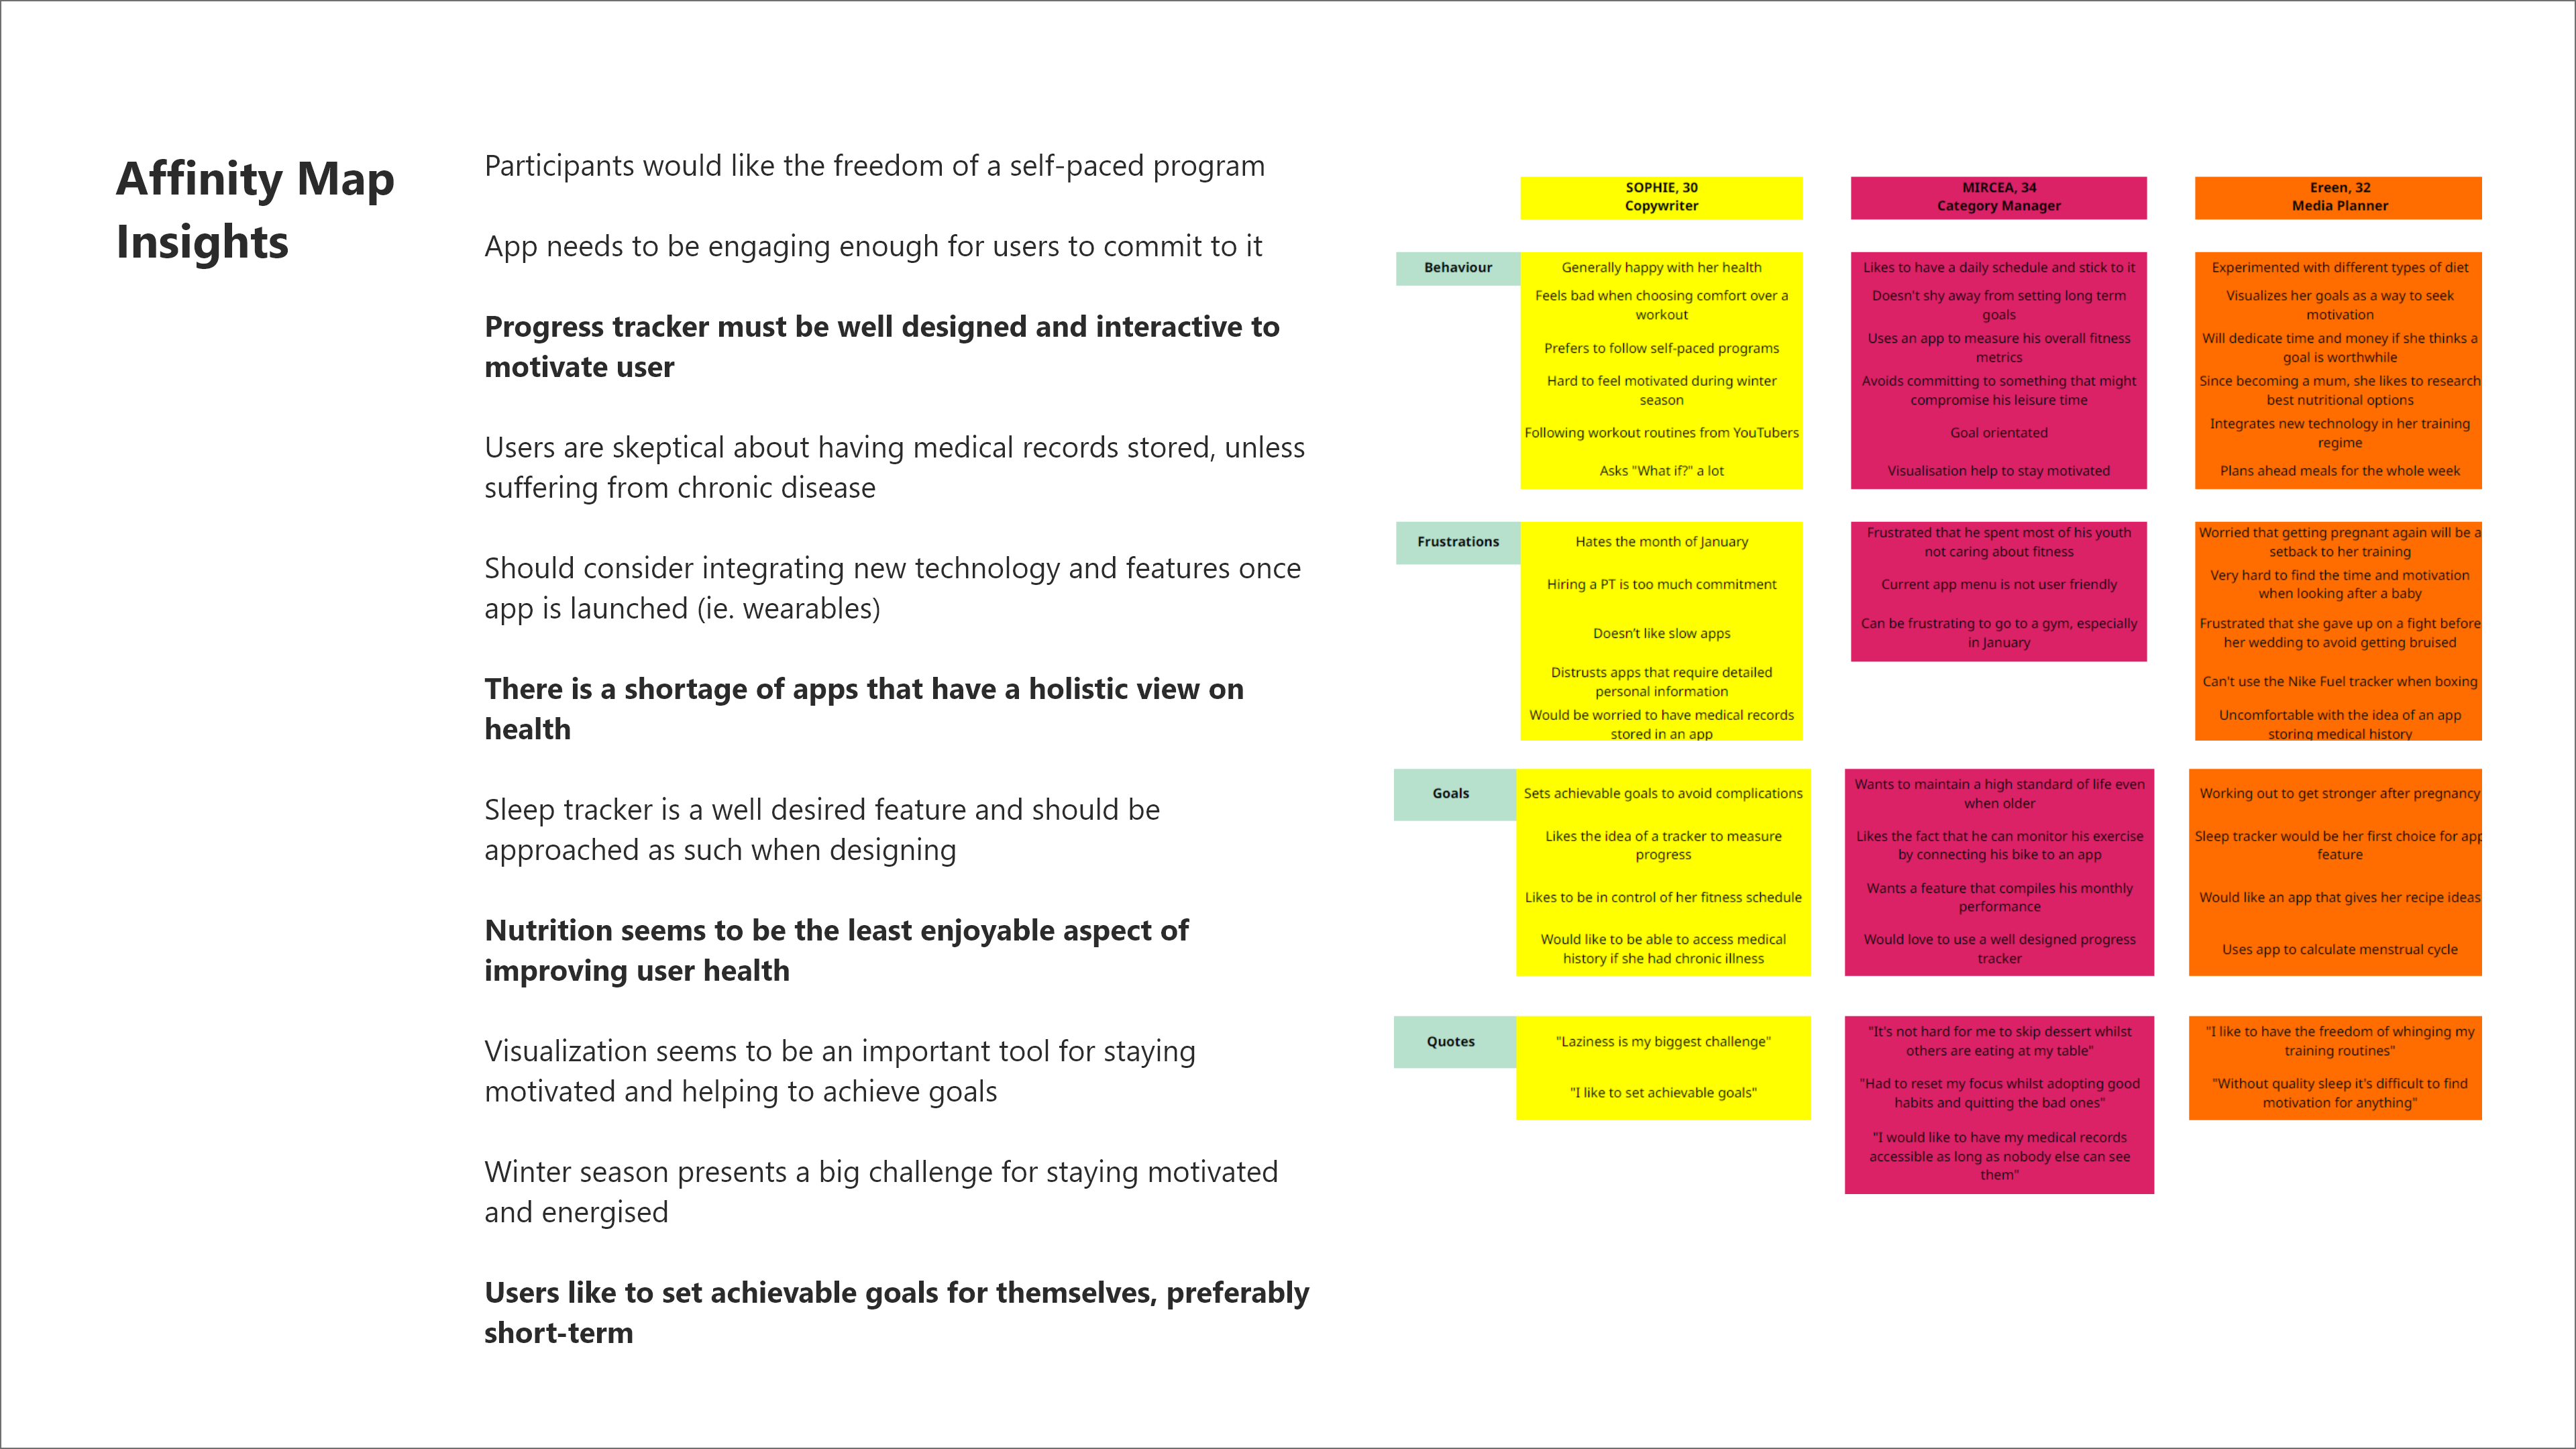 Affinity Map
Insights
Participants would like the freedom of a self-paced program
App needs to be engaging enough for users to commit to it
Progress tracker must be well designed and interactive to
motivate user
Users are skeptical about having medical records stored, unless
suffering from chronic disease
Should consider integrating new technology and features once
app is launched (ie. wearables)
There is a shortage of apps that have a holistic view on
health
Sleep tracker is a well desired feature and should be
approached as such when designing
Nutrition seems to be the least enjoyable aspect of
improving user health
Visualization seems to be an important tool for staying
motivated and helping to achieve goals
Winter season presents a big challenge for staying motivated
and energised
Users like to set achievable goals for themselves, preferably
short-term
SOPHIE, 30
Copywriter
MIRCEA, 34
Category Manager
Ereen, 32
Media Planner
Behaviour
Generally happy with her health
Feels bad when choosing comfort over a
workout
Prefers to follow self-paced programs
Hard to feel motivated during winter
season
Following workout routines from YouTubers
Asks "What if?" a lot
Likes to have a daily schedule and stick to it
Doesn't shy away from setting long term
goals
Uses an app to measure his overall fitness
metrics
Avoids committing to something that might
compromise his leisure time
Goal orientated
Visualisation help to stay motivated
Experimented with different types of diet
Visualizes her goals as a way to seek
motivation
Will dedicate time and money if she thinks a
goal is worthwhile
Since becoming a mum, she likes to research
best nutritional options
Integrates new technology in her training
regime
Plans ahead meals for the whole week
Frustrations
Hates the month of January
Hiring a PT is too much commitment
Doesn't like slow apps
Distrusts apps that require detailed
personal information
Would be worried to have medical records
stored in an app
Frustrated that he spent most of his youth
not caring about fitness
Current app menu is not user friendly
Can be frustrating to go to a gym, especially
in January
Worried that getting pregnant again will be a
setback to her training
Very hard to find the time and motivation
when looking after a baby
Frustrated that she gave up on a fight before
her wedding to avoid getting bruised
Can't use the Nike Fuel tracker when boxing
Uncomfortable with the idea of an app
storing medical history
Goals
Sets achievable goals to avoid complications
Likes the idea of a tracker to measure
progress
Likes to be in control of her fitness schedule
Would like to be able to access medical
history if she had chronic illness
Wants to maintain a high standard of life even
when older
Likes the fact that he can monitor his exercise
by connecting his bike to an app
Wants a feature that compiles his monthly
performance
Would love to use a well designed progress
tracker
Working out to get stronger after pregnancy
Sleep tracker would be her first choice for app
feature
Would like an app that gives her recipe ideas
Uses app to calculate menstrual cycle
Quotes
"Laziness is my biggest challenge"
"I like to set achievable goals"
"It's not hard for me to skip dessert whilst
others are eating at my table"
"Had to reset my focus whilst adopting good
habits and quitting the bad ones"
"I would like to have my medical records
accessible as long as nobody else can see
them"
"I like to have the freedom of whinging my
training routines"
"Without quality sleep it's difficult to find
motivation for anything"